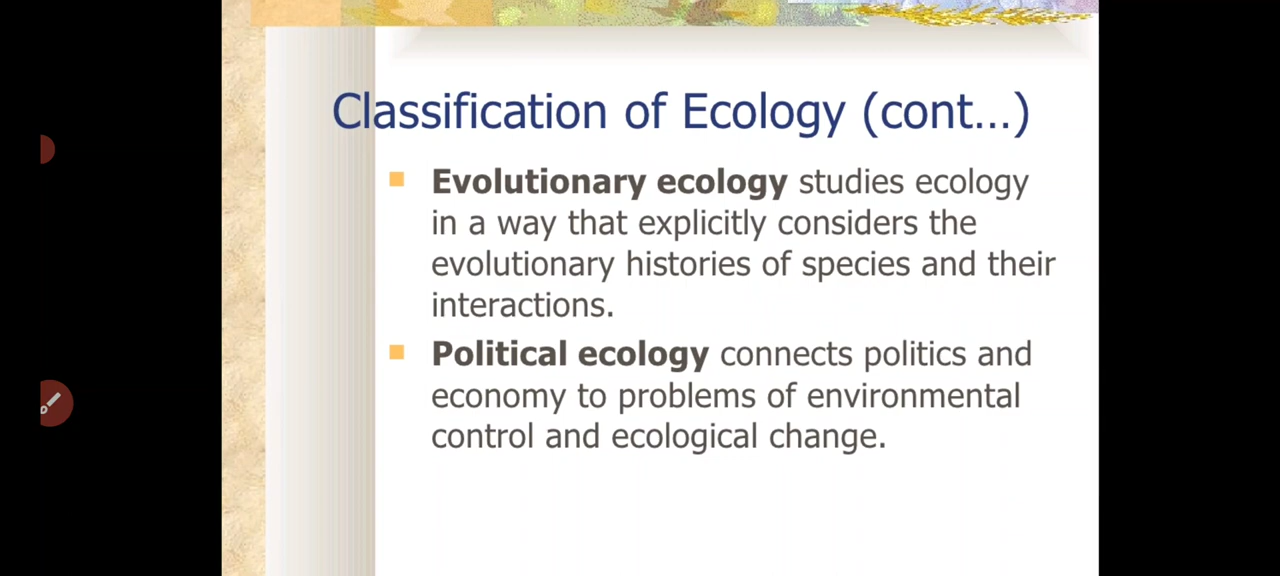 Classification of Ecology (cont...)
Evolutionary ecology studies ecology
in a way that explicitly considers the
evolutionary histories of species and their
interactions.
Political ecology connects politics and
economy to problems of environmental
control and ecological change.